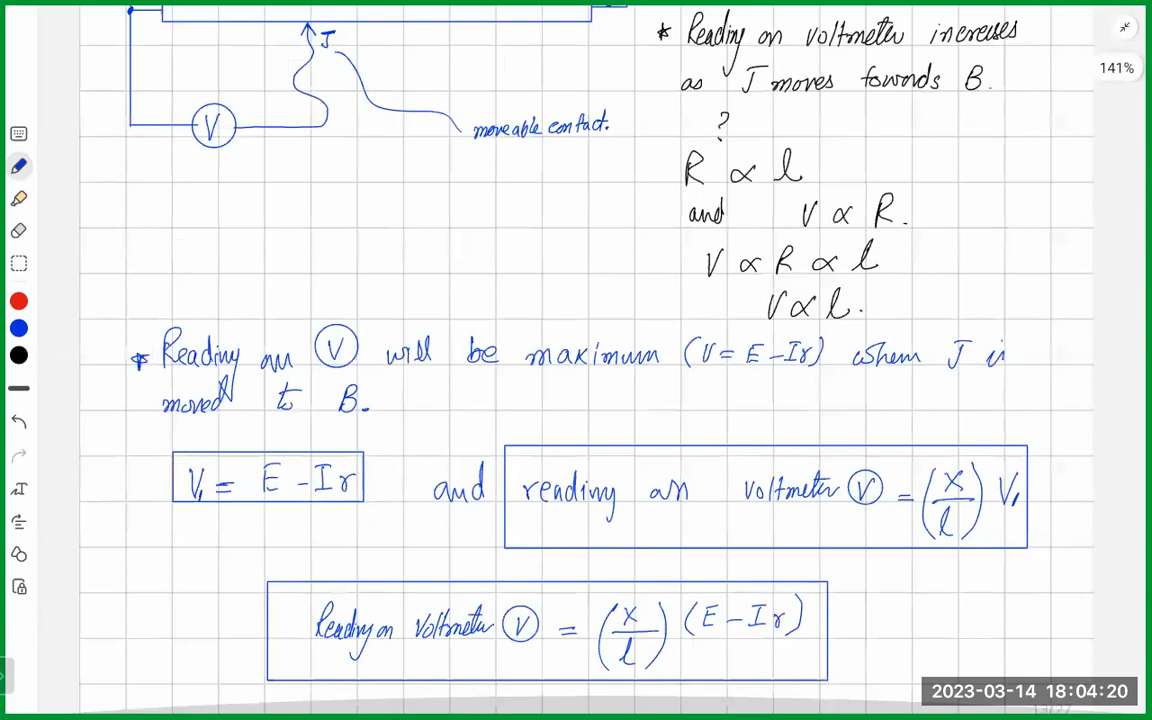 * Reading on voltmeter increases
as J moves towards B.
?
R ∝ l
and V ∝ R.
V ∝ R ∝ l
V ∝ l.
J
V
moveable contact.
141%
* Reading on V will be maximum (V = E - Ir) when J is
moved to B.
V₁ = E - Ir and reading on voltmeter V = (x/l) V₁
Reading on Voltmeter V = (x/l) (E - Ir)
2023-03-14 18:04:20